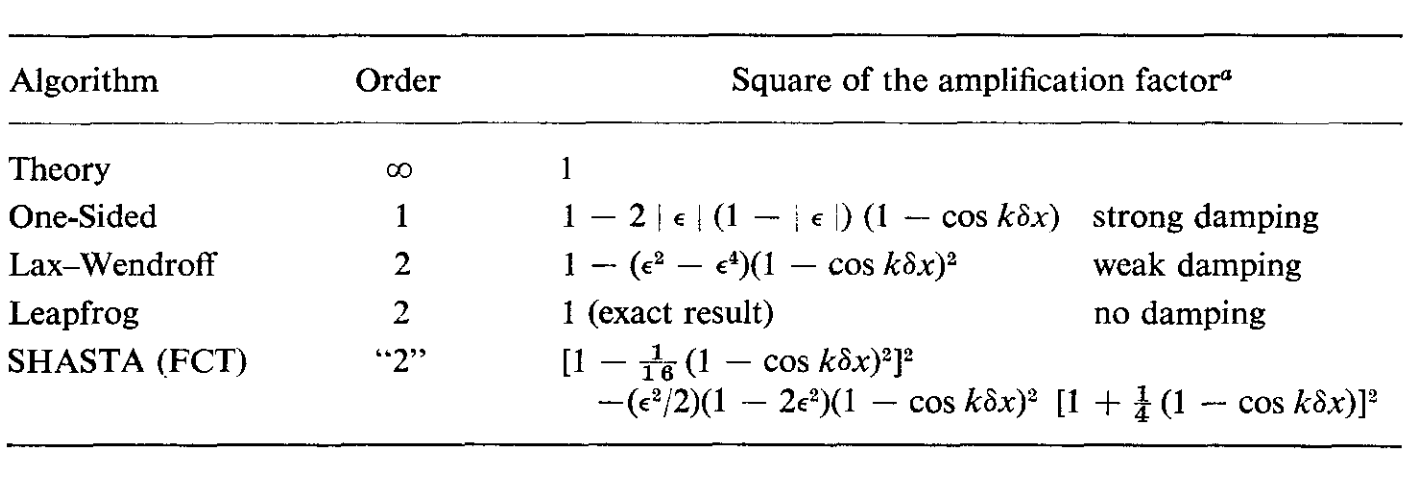 Algorithm Order Square of the amplification factorᵃ
Theory ∞ 1
One-Sided 1 1 − 2 | ϵ | (1 − | ϵ |) (1 − cos kδx) strong damping
Lax–Wendroff 2 1 − (ϵ² − ϵ⁴)(1 − cos kδx)² weak damping
Leapfrog 2 1 (exact result) no damping
SHASTA (FCT) “2” [1 − 1/16 (1 − cos kδx)²]²
−(ϵ²/2)(1 − 2ϵ²)(1 − cos kδx)² [1 + 1/4 (1 − cos kδx)]²